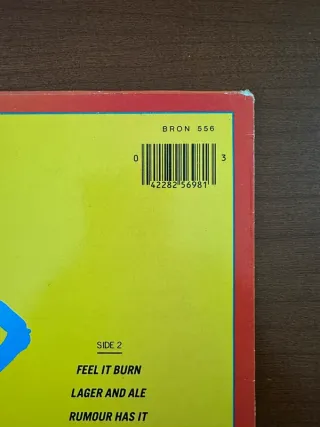 BRON 556
0 42282 56981 3
SIDE 2
FEEL IT BURN
LAGER AND ALE
RUMOUR HAS IT